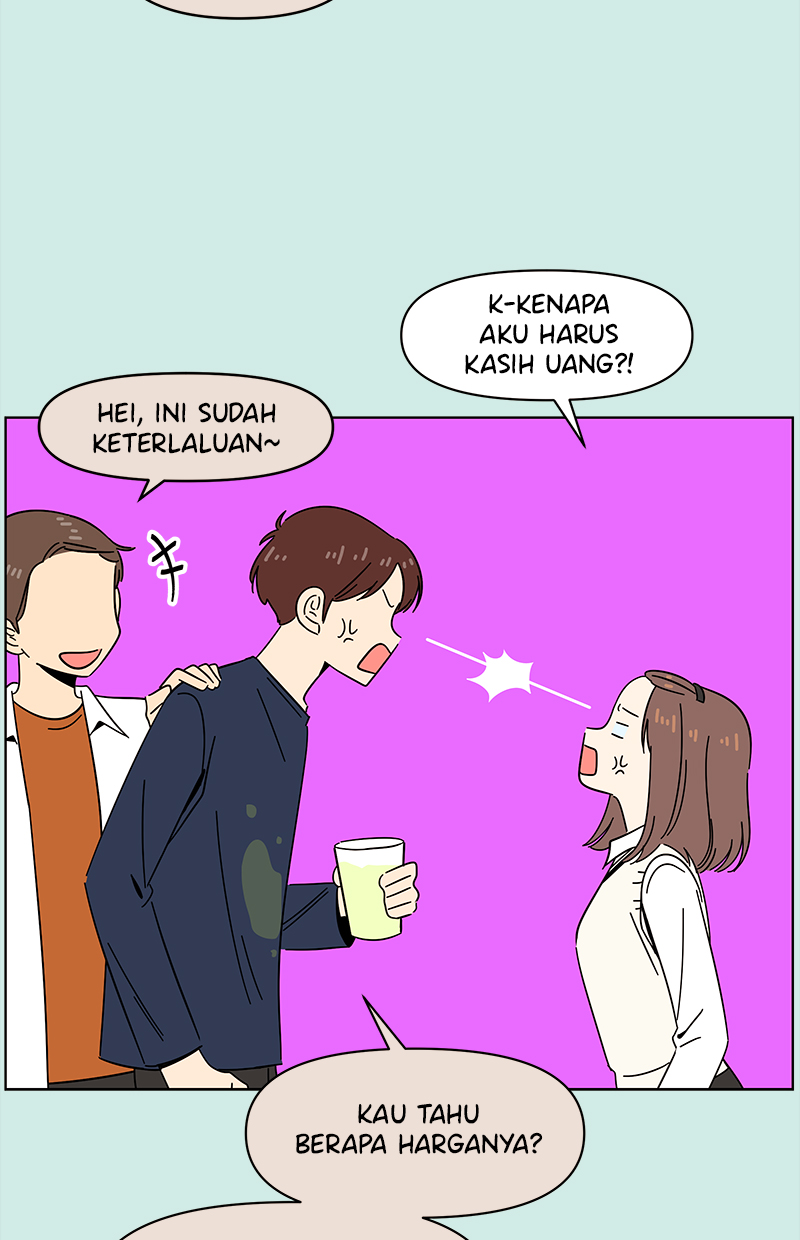 K-KENAPA
AKU HARUS
KASIH UANG?!
HEI, INI SUDAH
KETERLALUAN~
KAU TAHU
BERAPA HARGANYA?